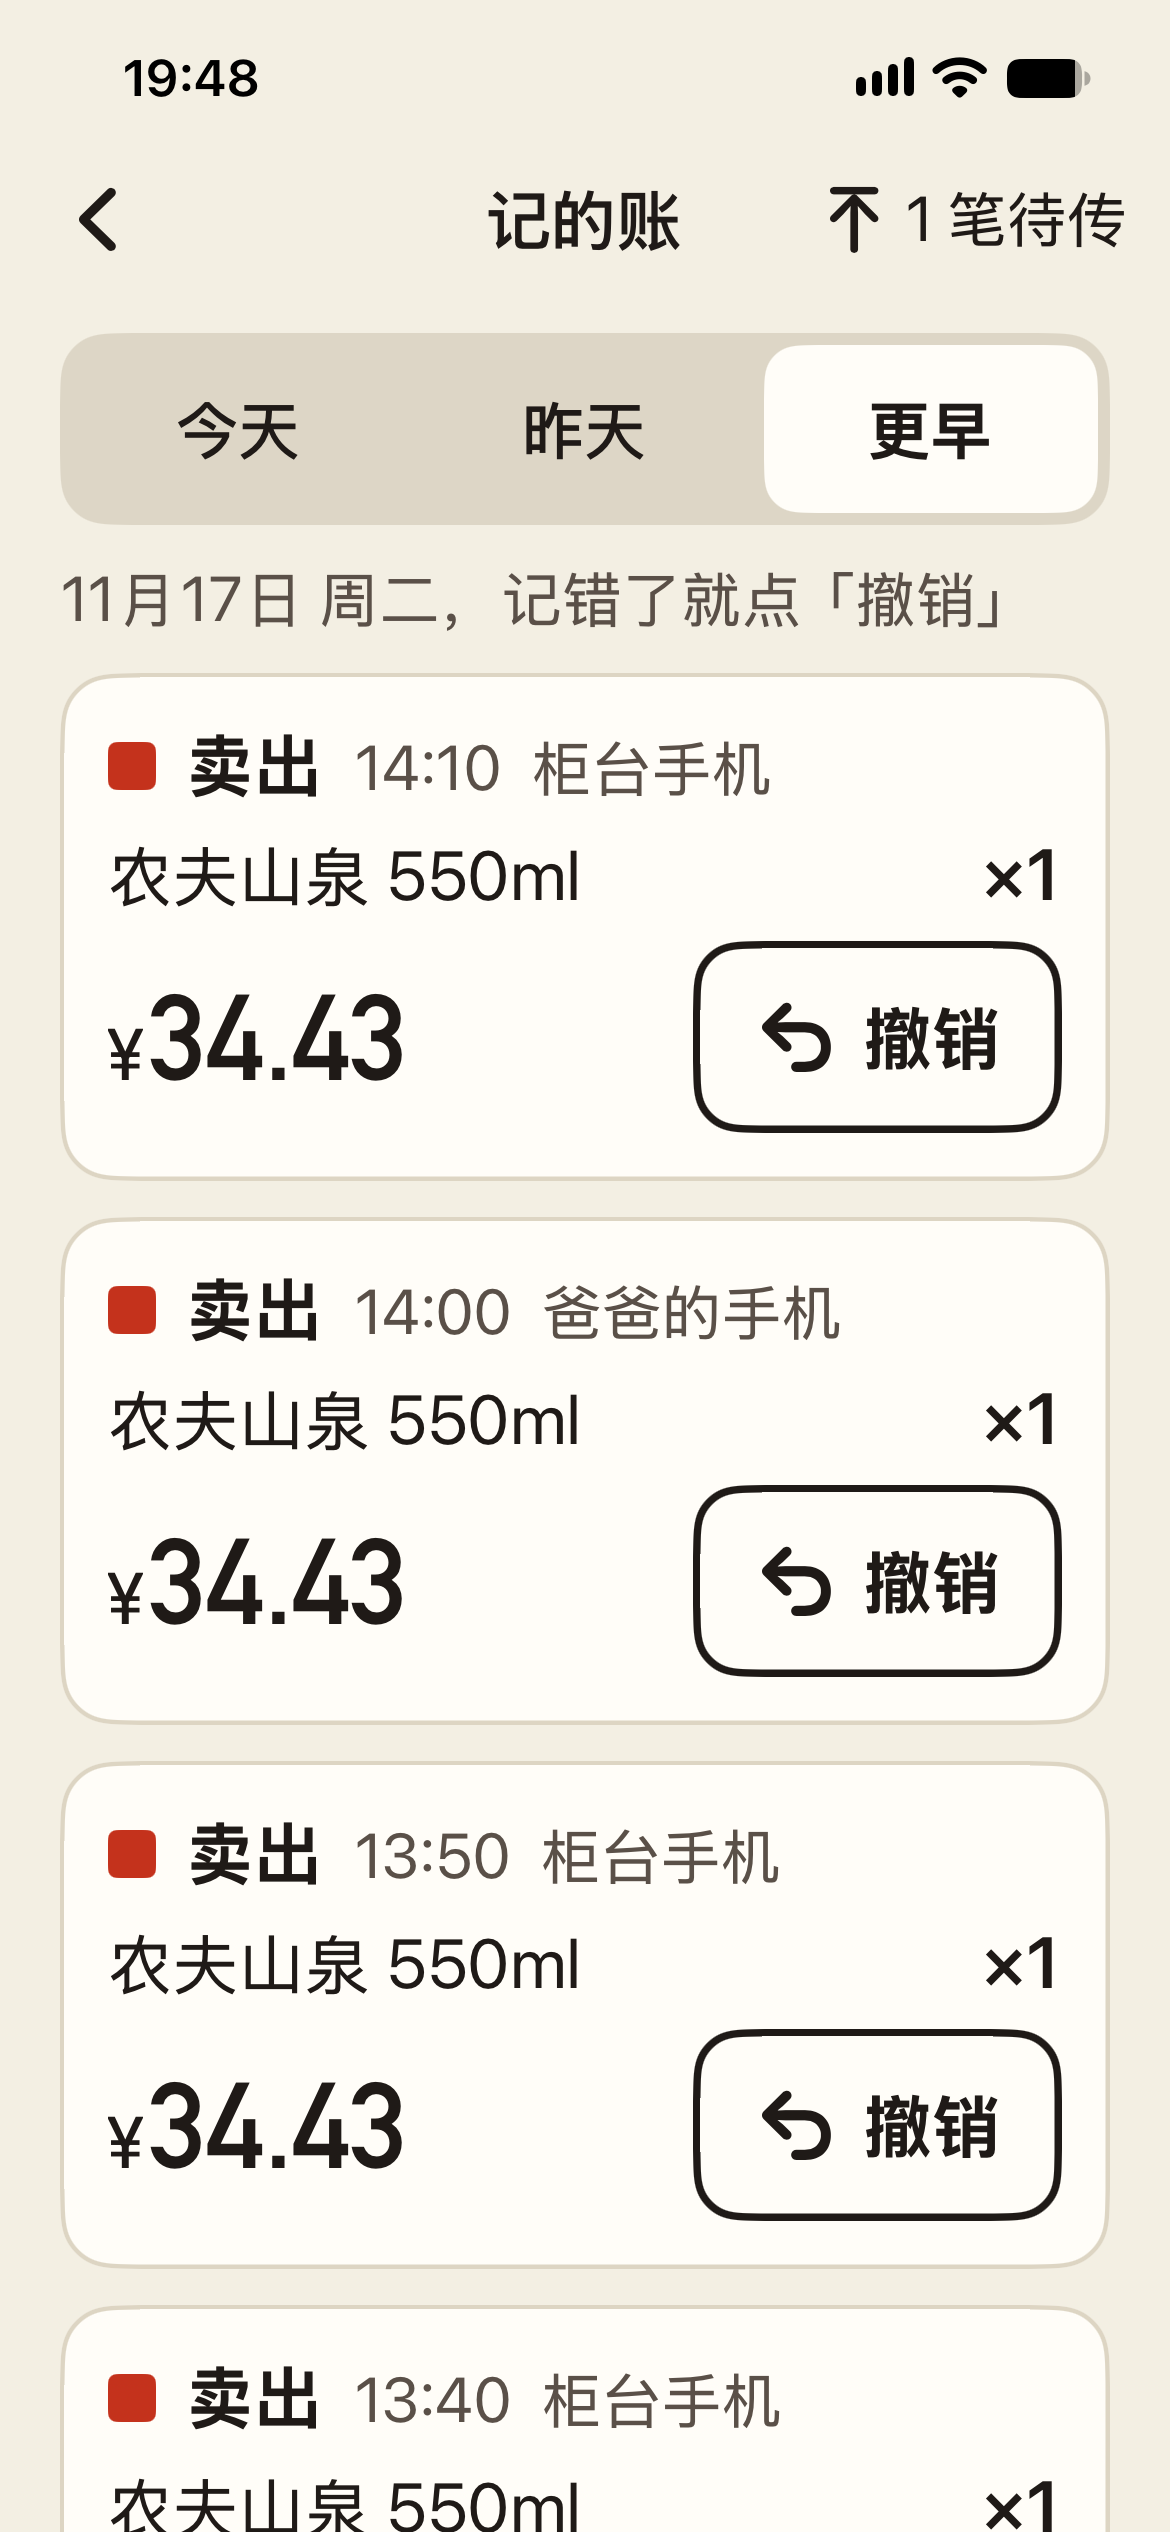 19:48
记的账
1 笔待传
今天 昨天 更早
11月17日 周二，记错了就点「撤销」
卖出 14:10 柜台手机
农夫山泉 550ml ×1
¥34.43 撤销
卖出 14:00 爸爸的手机
农夫山泉 550ml ×1
¥34.43 撤销
卖出 13:50 柜台手机
农夫山泉 550ml ×1
¥34.43 撤销
卖出 13:40 柜台手机
农夫山泉 550ml ×1